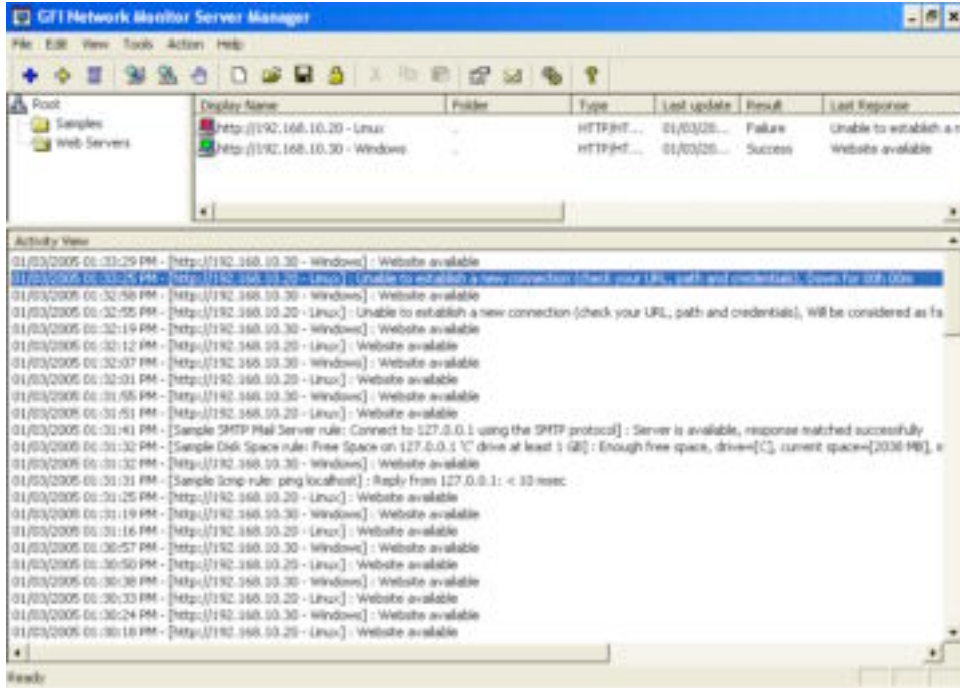 GFI Network Monitor Server Manager
File Edit View Tools Action Help
Root
Samples
Web Servers
Display Name Folder Type Last update Result Last Reponse
http://192.168.10.20 - Linux . HTTP/HT... 01/03/20... Failure Unable to establish a n
http://192.168.10.30 - Windows . HTTP/HT... 01/03/20... Success Website available
Activity View
01/03/2005 01:33:29 PM - [http://192.168.10.30 - Windows] : Website available
01/03/2005 01:33:25 PM - [http://192.168.10.20 - Linux] : Unable to establish a new connection (check your URL, path and credentials), Down for 00h 00m
01/03/2005 01:32:58 PM - [http://192.168.10.30 - Windows] : Website available
01/03/2005 01:32:55 PM - [http://192.168.10.20 - Linux] : Unable to establish a new connection (check your URL, path and credentials), Will be considered as fa
01/03/2005 01:32:19 PM - [http://192.168.10.30 - Windows] : Website available
01/03/2005 01:32:12 PM - [http://192.168.10.20 - Linux] : Website available
01/03/2005 01:32:07 PM - [http://192.168.10.30 - Windows] : Website available
01/03/2005 01:32:01 PM - [http://192.168.10.20 - Linux] : Website available
01/03/2005 01:31:55 PM - [http://192.168.10.30 - Windows] : Website available
01/03/2005 01:31:51 PM - [http://192.168.10.20 - Linux] : Website available
01/03/2005 01:31:41 PM - [Sample SMTP Mail Server rule: Connect to 127.0.0.1 using the SMTP protocol] : Server is available, response matched successfully
01/03/2005 01:31:32 PM - [Sample Disk Space rule: Free Space on 127.0.0.1 'C' drive at least 1 GB] : Enough free space, drive=[C], current space=[2038 MB],
01/03/2005 01:31:32 PM - [http://192.168.10.30 - Windows] : Website available
01/03/2005 01:31:31 PM - [Sample Icmp rule: ping localhost] : Reply from 127.0.0.1: < 10 msec
01/03/2005 01:31:25 PM - [http://192.168.10.20 - Linux] : Website available
01/03/2005 01:31:19 PM - [http://192.168.10.30 - Windows] : Website available
01/03/2005 01:31:16 PM - [http://192.168.10.20 - Linux] : Website available
01/03/2005 01:30:57 PM - [http://192.168.10.30 - Windows] : Website available
01/03/2005 01:30:50 PM - [http://192.168.10.20 - Linux] : Website available
01/03/2005 01:30:38 PM - [http://192.168.10.30 - Windows] : Website available
01/03/2005 01:30:33 PM - [http://192.168.10.20 - Linux] : Website available
01/03/2005 01:30:24 PM - [http://192.168.10.30 - Windows] : Website available
01/03/2005 01:30:18 PM - [http://192.168.10.20 - Linux] : Website available
Ready